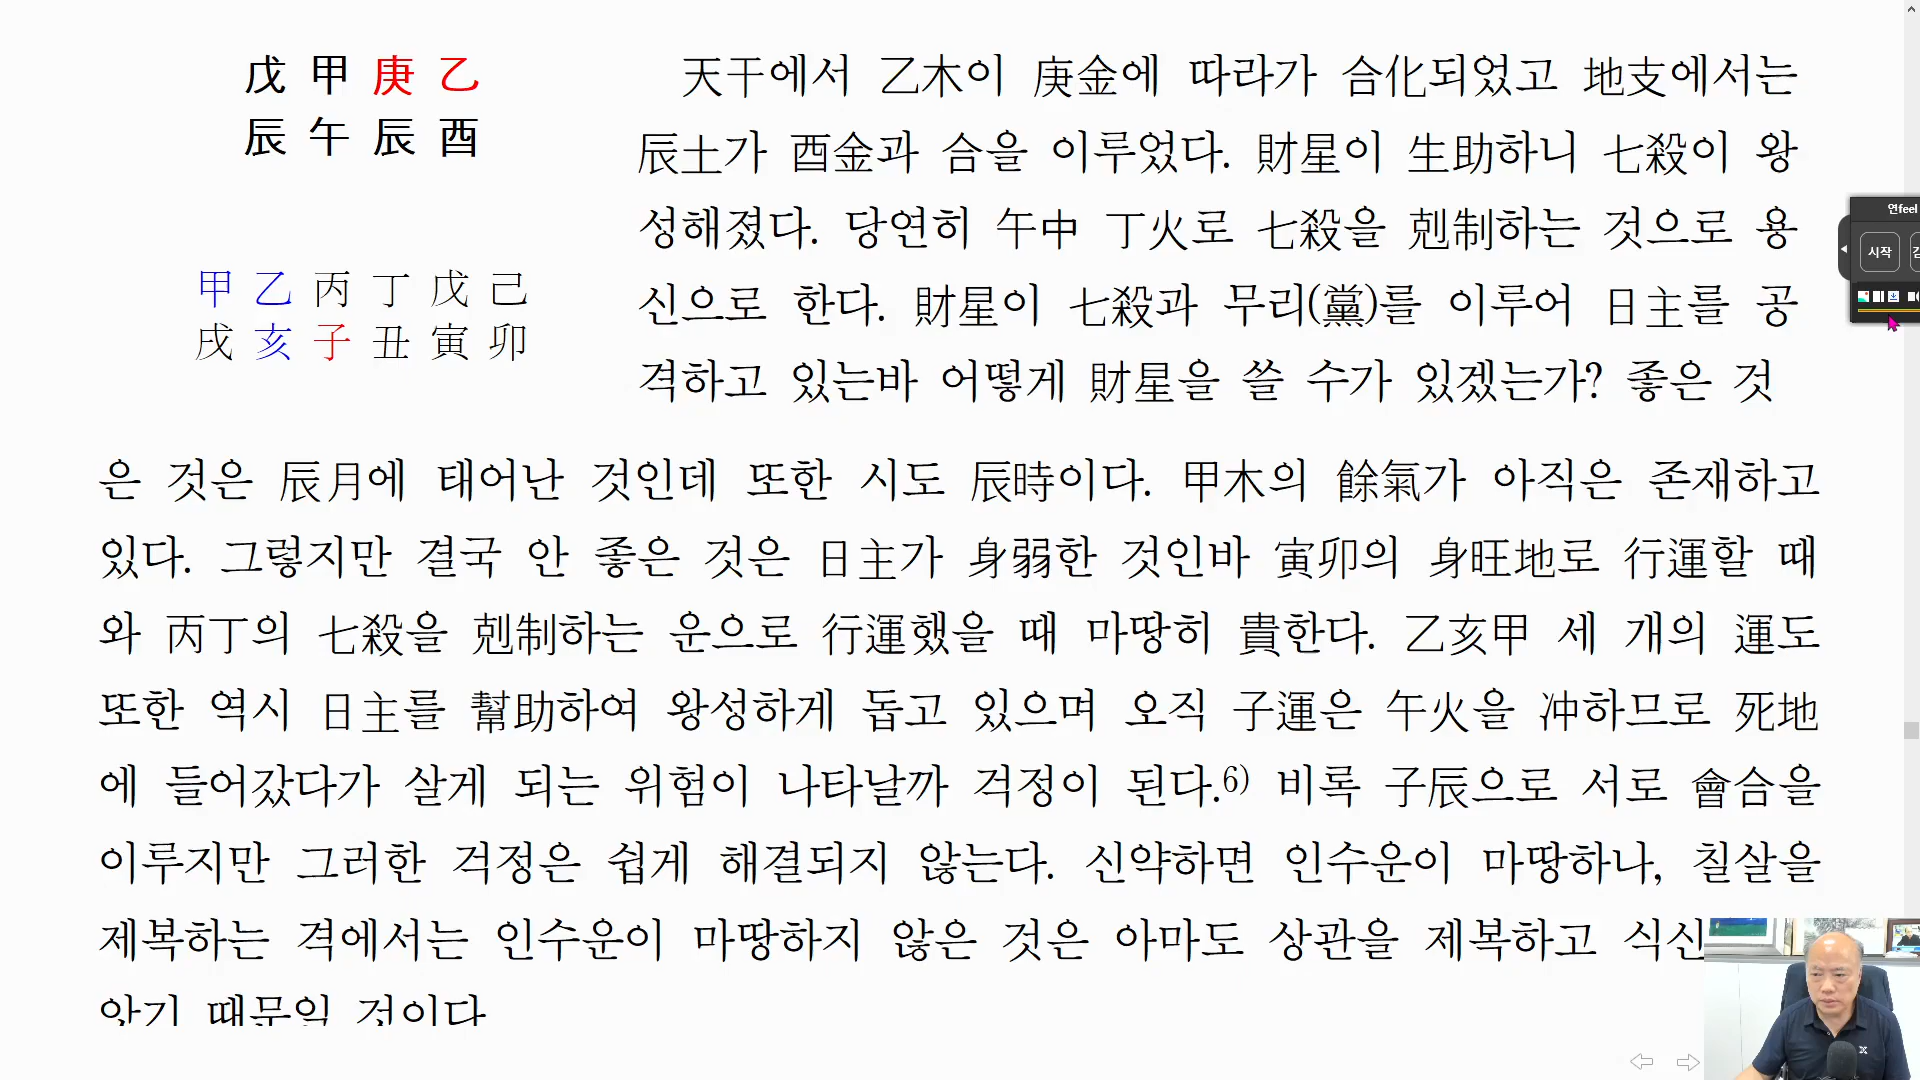 戊 甲 庚 乙
辰 午 辰 酉
甲 乙 丙 丁 戊 己
戌 亥 子 丑 寅 卯
天干에서 乙木이 庚金에 따라가 合化되었고 地支에서는
辰土가 酉金과 合을 이루었다. 財星이 生助하니 七殺이 왕
성해졌다. 당연히 午中 丁火로 七殺을 剋制하는 것으로 용
신으로 한다. 財星이 七殺과 무리(黨)를 이루어 日主를 공
격하고 있는바 어떻게 財星을 쓸 수가 있겠는가? 좋은 것
은 것은 辰月에 태어난 것인데 또한 시도 辰時이다. 甲木의 餘氣가 아직은 존재하고
있다. 그렇지만 결국 안 좋은 것은 日主가 身弱한 것인바 寅卯의 身旺地로 行運할 때
와 丙丁의 七殺을 剋制하는 운으로 行運했을 때 마땅히 貴한다. 乙亥甲 세 개의 運도
또한 역시 日主를 幫助하여 왕성하게 돕고 있으며 오직 子運은 午火을 冲하므로 死地
에 들어갔다가 살게 되는 위험이 나타날까 걱정이 된다.6) 비록 子辰으로 서로 會合을
이루지만 그러한 걱정은 쉽게 해결되지 않는다. 신약하면 인수운이 마땅하나, 칠살을
제복하는 격에서는 인수운이 마땅하지 않은 것은 아마도 상관을 제복하고 식신
앗기 때문일 것이다
연feel
시작